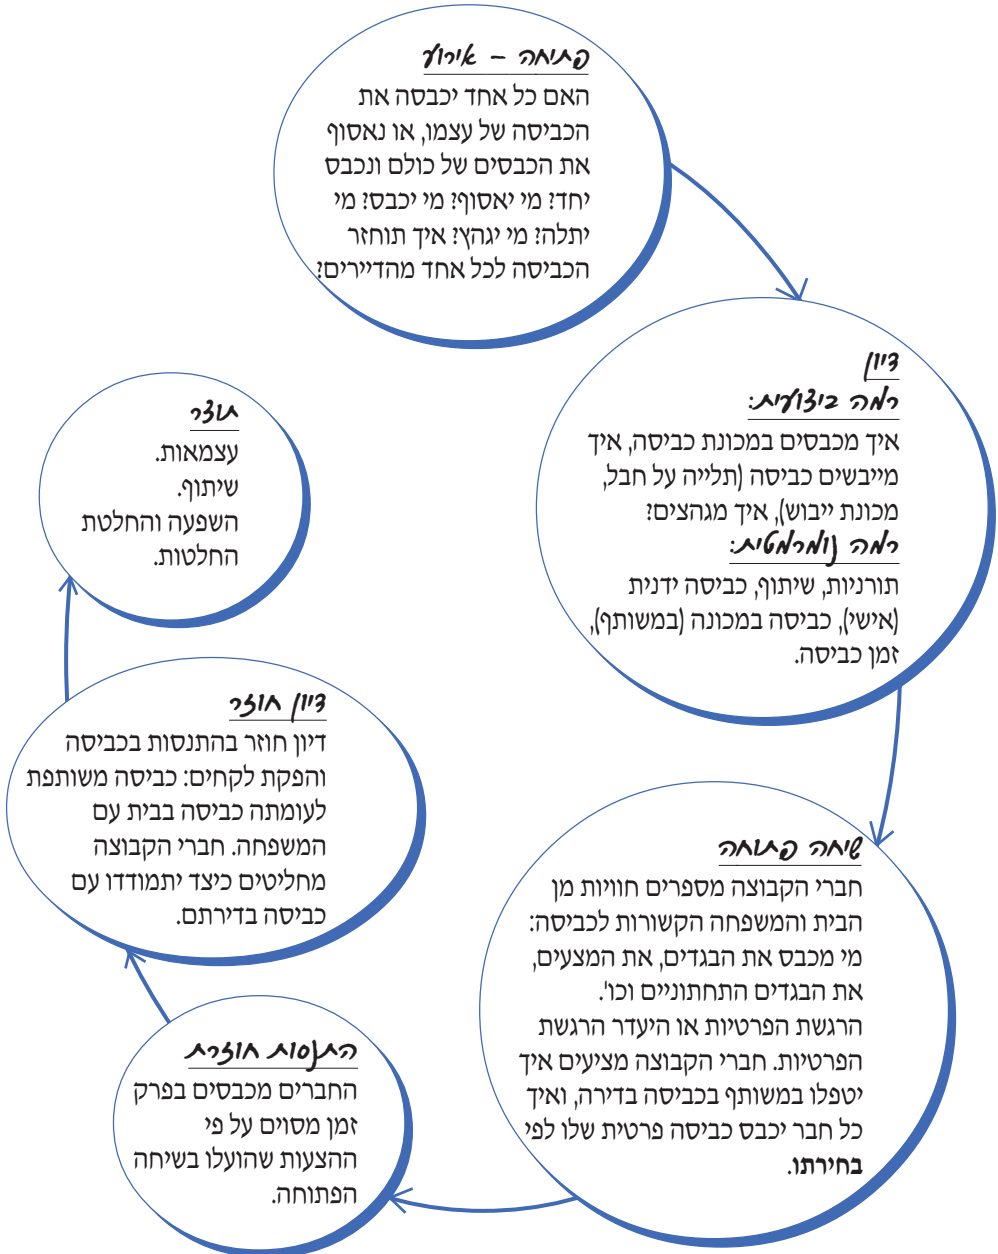 פתיחה – אירוע
האם כל אחד יכבסה את
הכביסה של עצמו, או נאסוף
את הכבסים של כולם ונכבס
יחד? מי יאסוף? מי יכבס? מי
יתלה? מי יגהץ? איך תוחזר
הכביסה לכל אחד מהדיירים?
דיון
רמה ביצועית:
איך מכבסים במכונת כביסה, איך
מייבשים כביסה (תלייה על חבל,
מכונת ייבוש), איך מגהצים?
רמה נומרמטית:
תורניות, שיתוף, כביסה ידנית
(אישי), כביסה במכונה (במשותף),
זמן כביסה.
שיחה פתוחה
חברי הקבוצה מספרים חוויות מן
הבית והמשפחה הקשורות לכביסה:
מי מכבס את הבגדים, את המצעים,
את הבגדים התחתוניים וכו'.
הרגשת הפרטיות או היעדר הרגשת
הפרטיות. חברי הקבוצה מציעים איך
יטפלו במשותף בכביסה בדירה, ואיך
כל חבר יכבס כביסה פרטית שלו לפי
בחירתו.
התנסות חוזרת
החברים מכבסים בפרק
זמן מסוים על פי
ההצעות שהועלו בשיחה
הפתוחה.
דיון חוזר
דיון חוזר בהתנסות בכביסה
והפקת לקחים: כביסה משותפת
לעומתה כביסה בבית עם
המשפחה. חברי הקבוצה
מחליטים כיצד יתמודדו עם
כביסה בדירתם.
תוצר
עצמאות.
שיתוף.
השפעה והחלטת
החלטות.